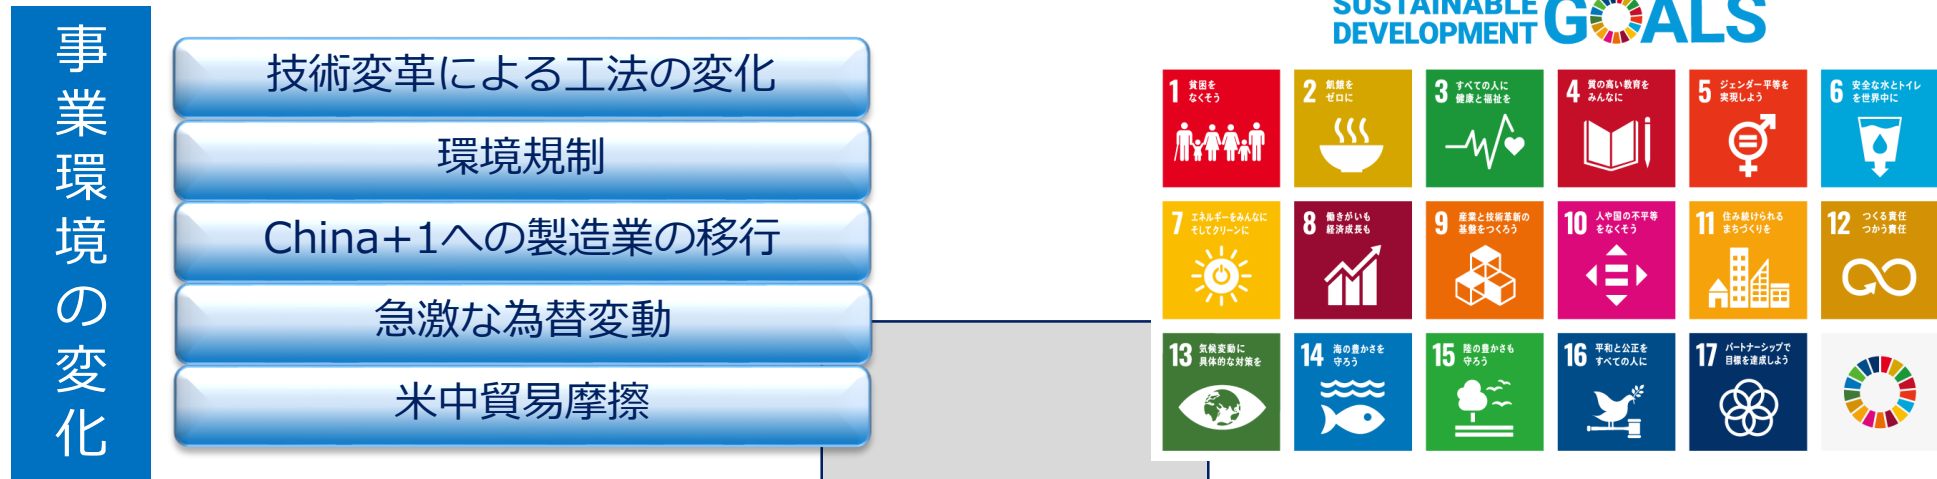 事業環境の変化
技術変革による工法の変化
環境規制
China+1への製造業の移行
急激な為替変動
米中貿易摩擦
SUSTAINABLE
DEVELOPMENT GOALS
1 貧困を
なくそう
2 飢餓を
ゼロに
3 すべての人に
健康と福祉を
4 質の高い教育を
みんなに
5 ジェンダー平等を
実現しよう
6 安全な水とトイレ
を世界中に
7 エネルギーをみんなに
そしてクリーンに
8 働きがいも
経済成長も
9 産業と技術革新の
基盤をつくろう
10 人や国の不平等
をなくそう
11 住み続けられる
まちづくりを
12 つくる責任
つかう責任
13 気候変動に
具体的な対策を
14 海の豊かさを
守ろう
15 陸の豊かさも
守ろう
16 平和と公正を
すべての人に
17 パートナーシップで
目標を達成しよう